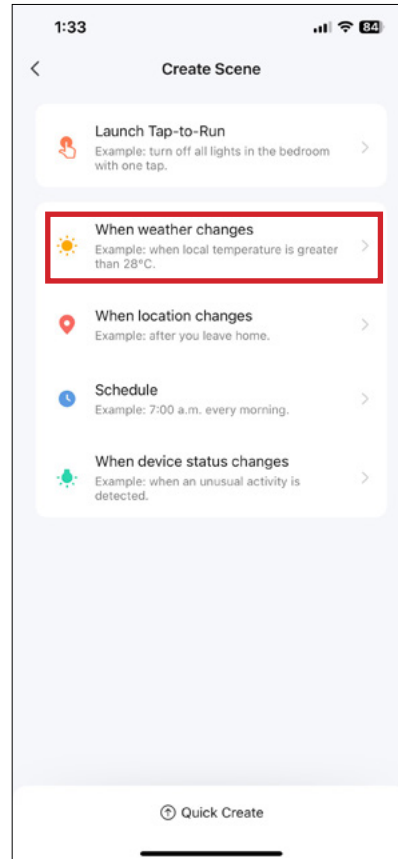 1:33
84
Create Scene
Launch Tap-to-Run
Example: turn off all lights in the bedroom
with one tap.
When weather changes
Example: when local temperature is greater
than 28°C.
When location changes
Example: after you leave home.
Schedule
Example: 7:00 a.m. every morning.
When device status changes
Example: when an unusual activity is
detected.
Quick Create